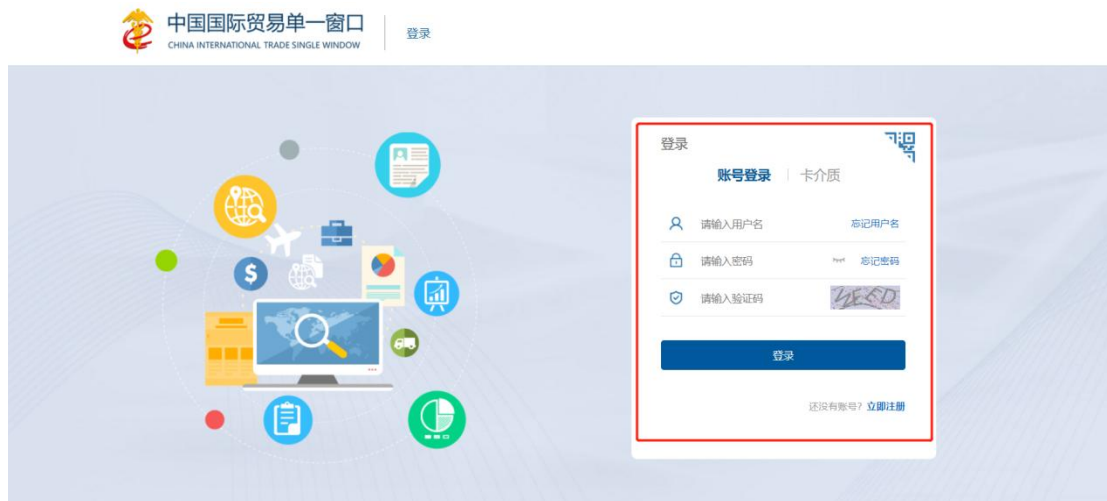 中国国际贸易单一窗口
CHINA INTERNATIONAL TRADE SINGLE WINDOW
登录
登录
账号登录 卡介质
请输入用户名 忘记用户名
请输入密码 忘记密码
请输入验证码
登录
还没有账号？立即注册